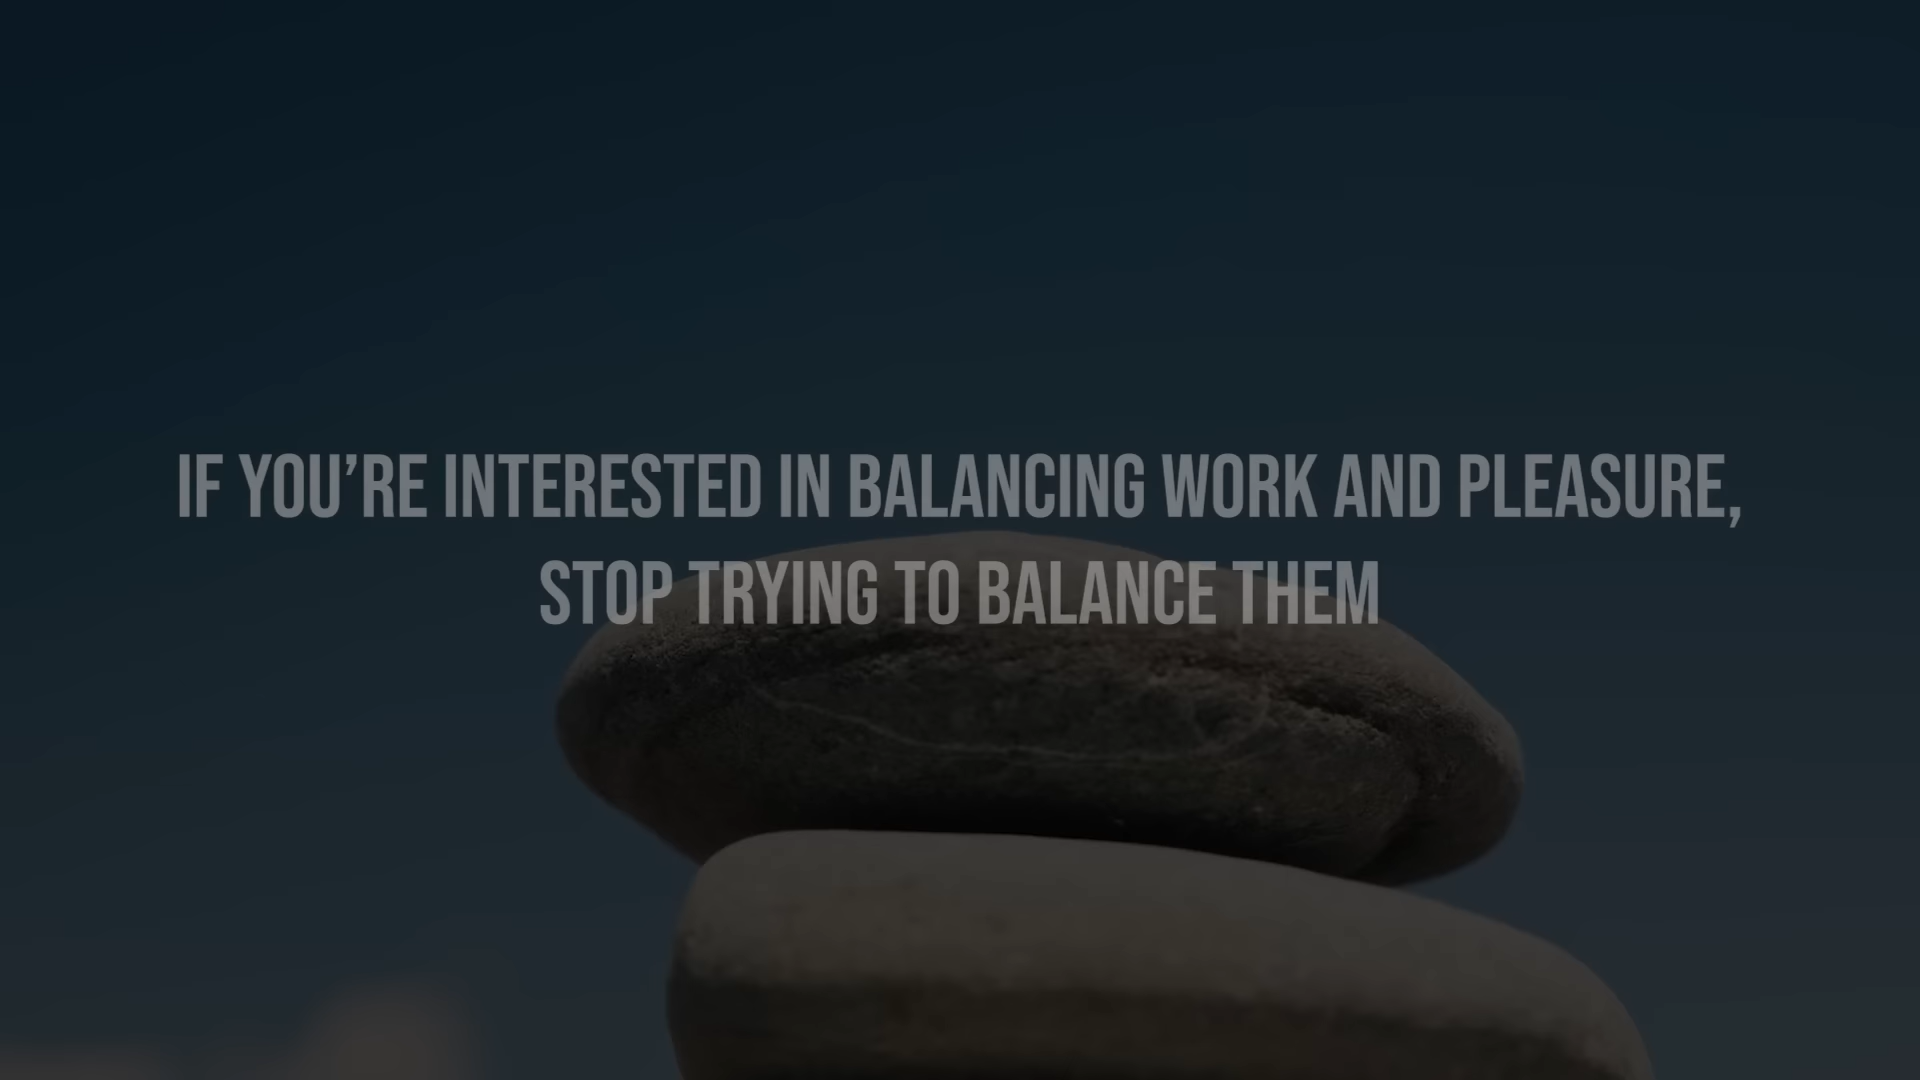 IF YOU’RE INTERESTED IN BALANCING WORK AND PLEASURE,
STOP TRYING TO BALANCE THEM